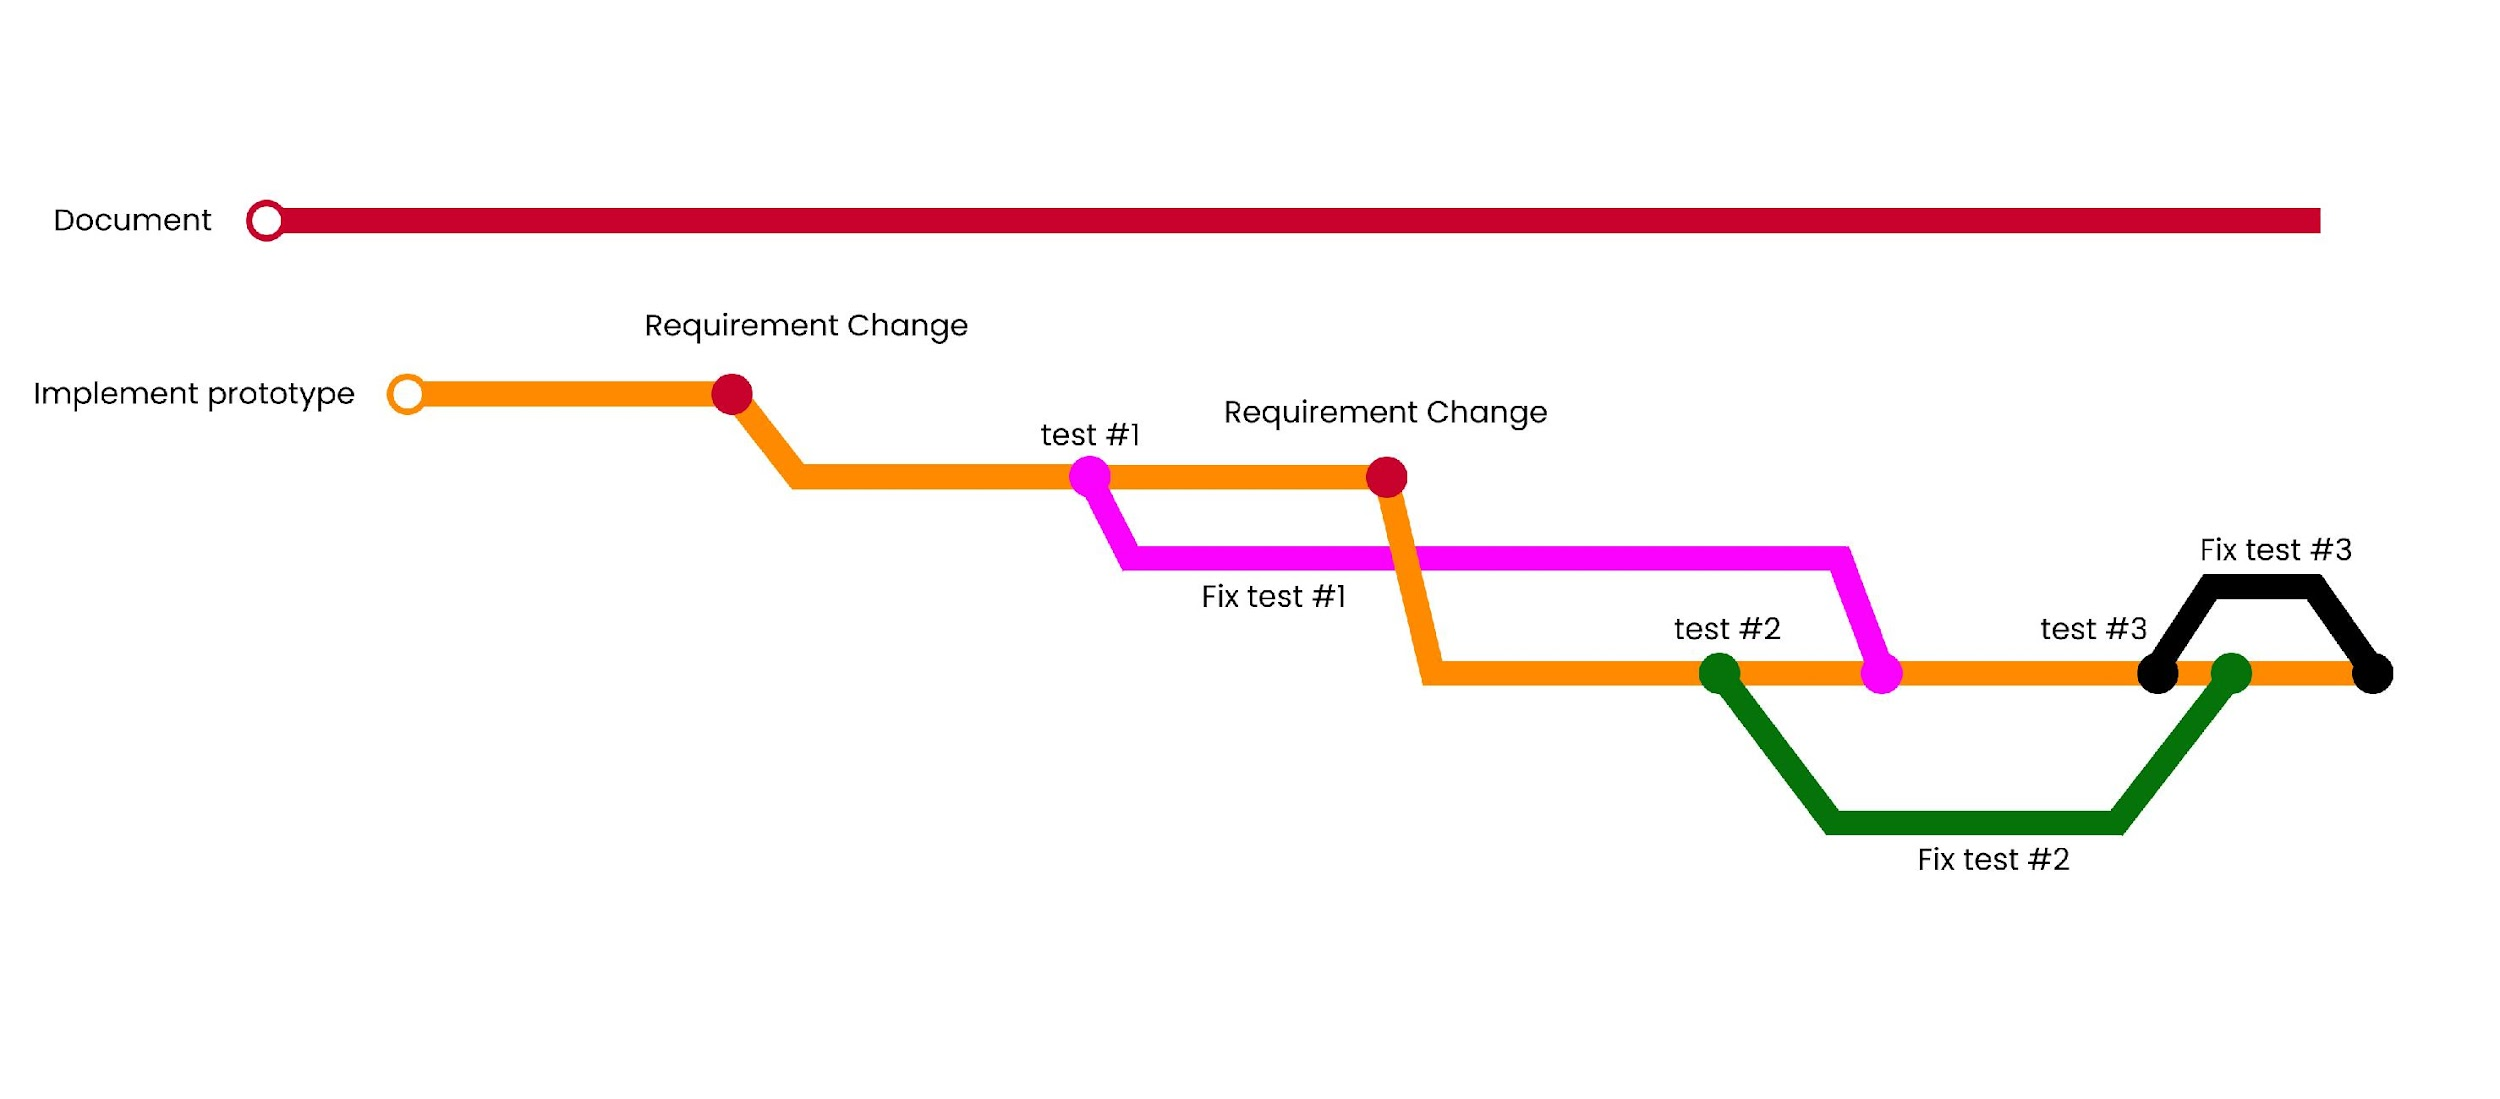 Document
Requirement Change
Implement prototype
Requirement Change
test #1
Fix test #3
Fix test #1
test #2
test #3
Fix test #2